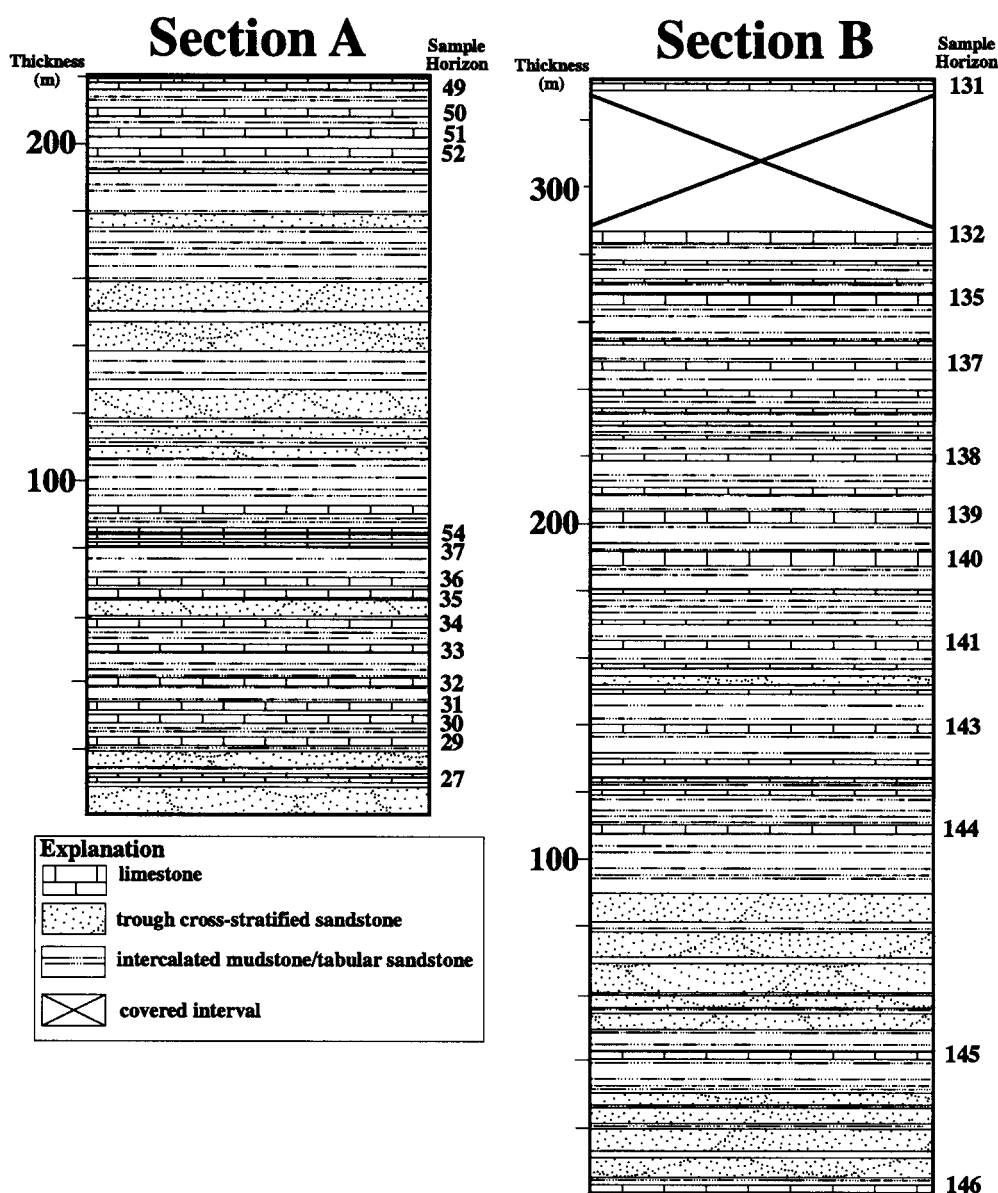 Section A
Thickness
(m)
Sample
Horizon
49
50
51
200
52
100
54
37
36
35
34
33
32
31
30
29
27
Explanation
limestone
trough cross-stratified sandstone
intercalated mudstone/tabular sandstone
covered interval
Section B
Thickness
(m)
Sample
Horizon
131
300
132
135
137
138
139
200
140
141
143
144
100
145
146